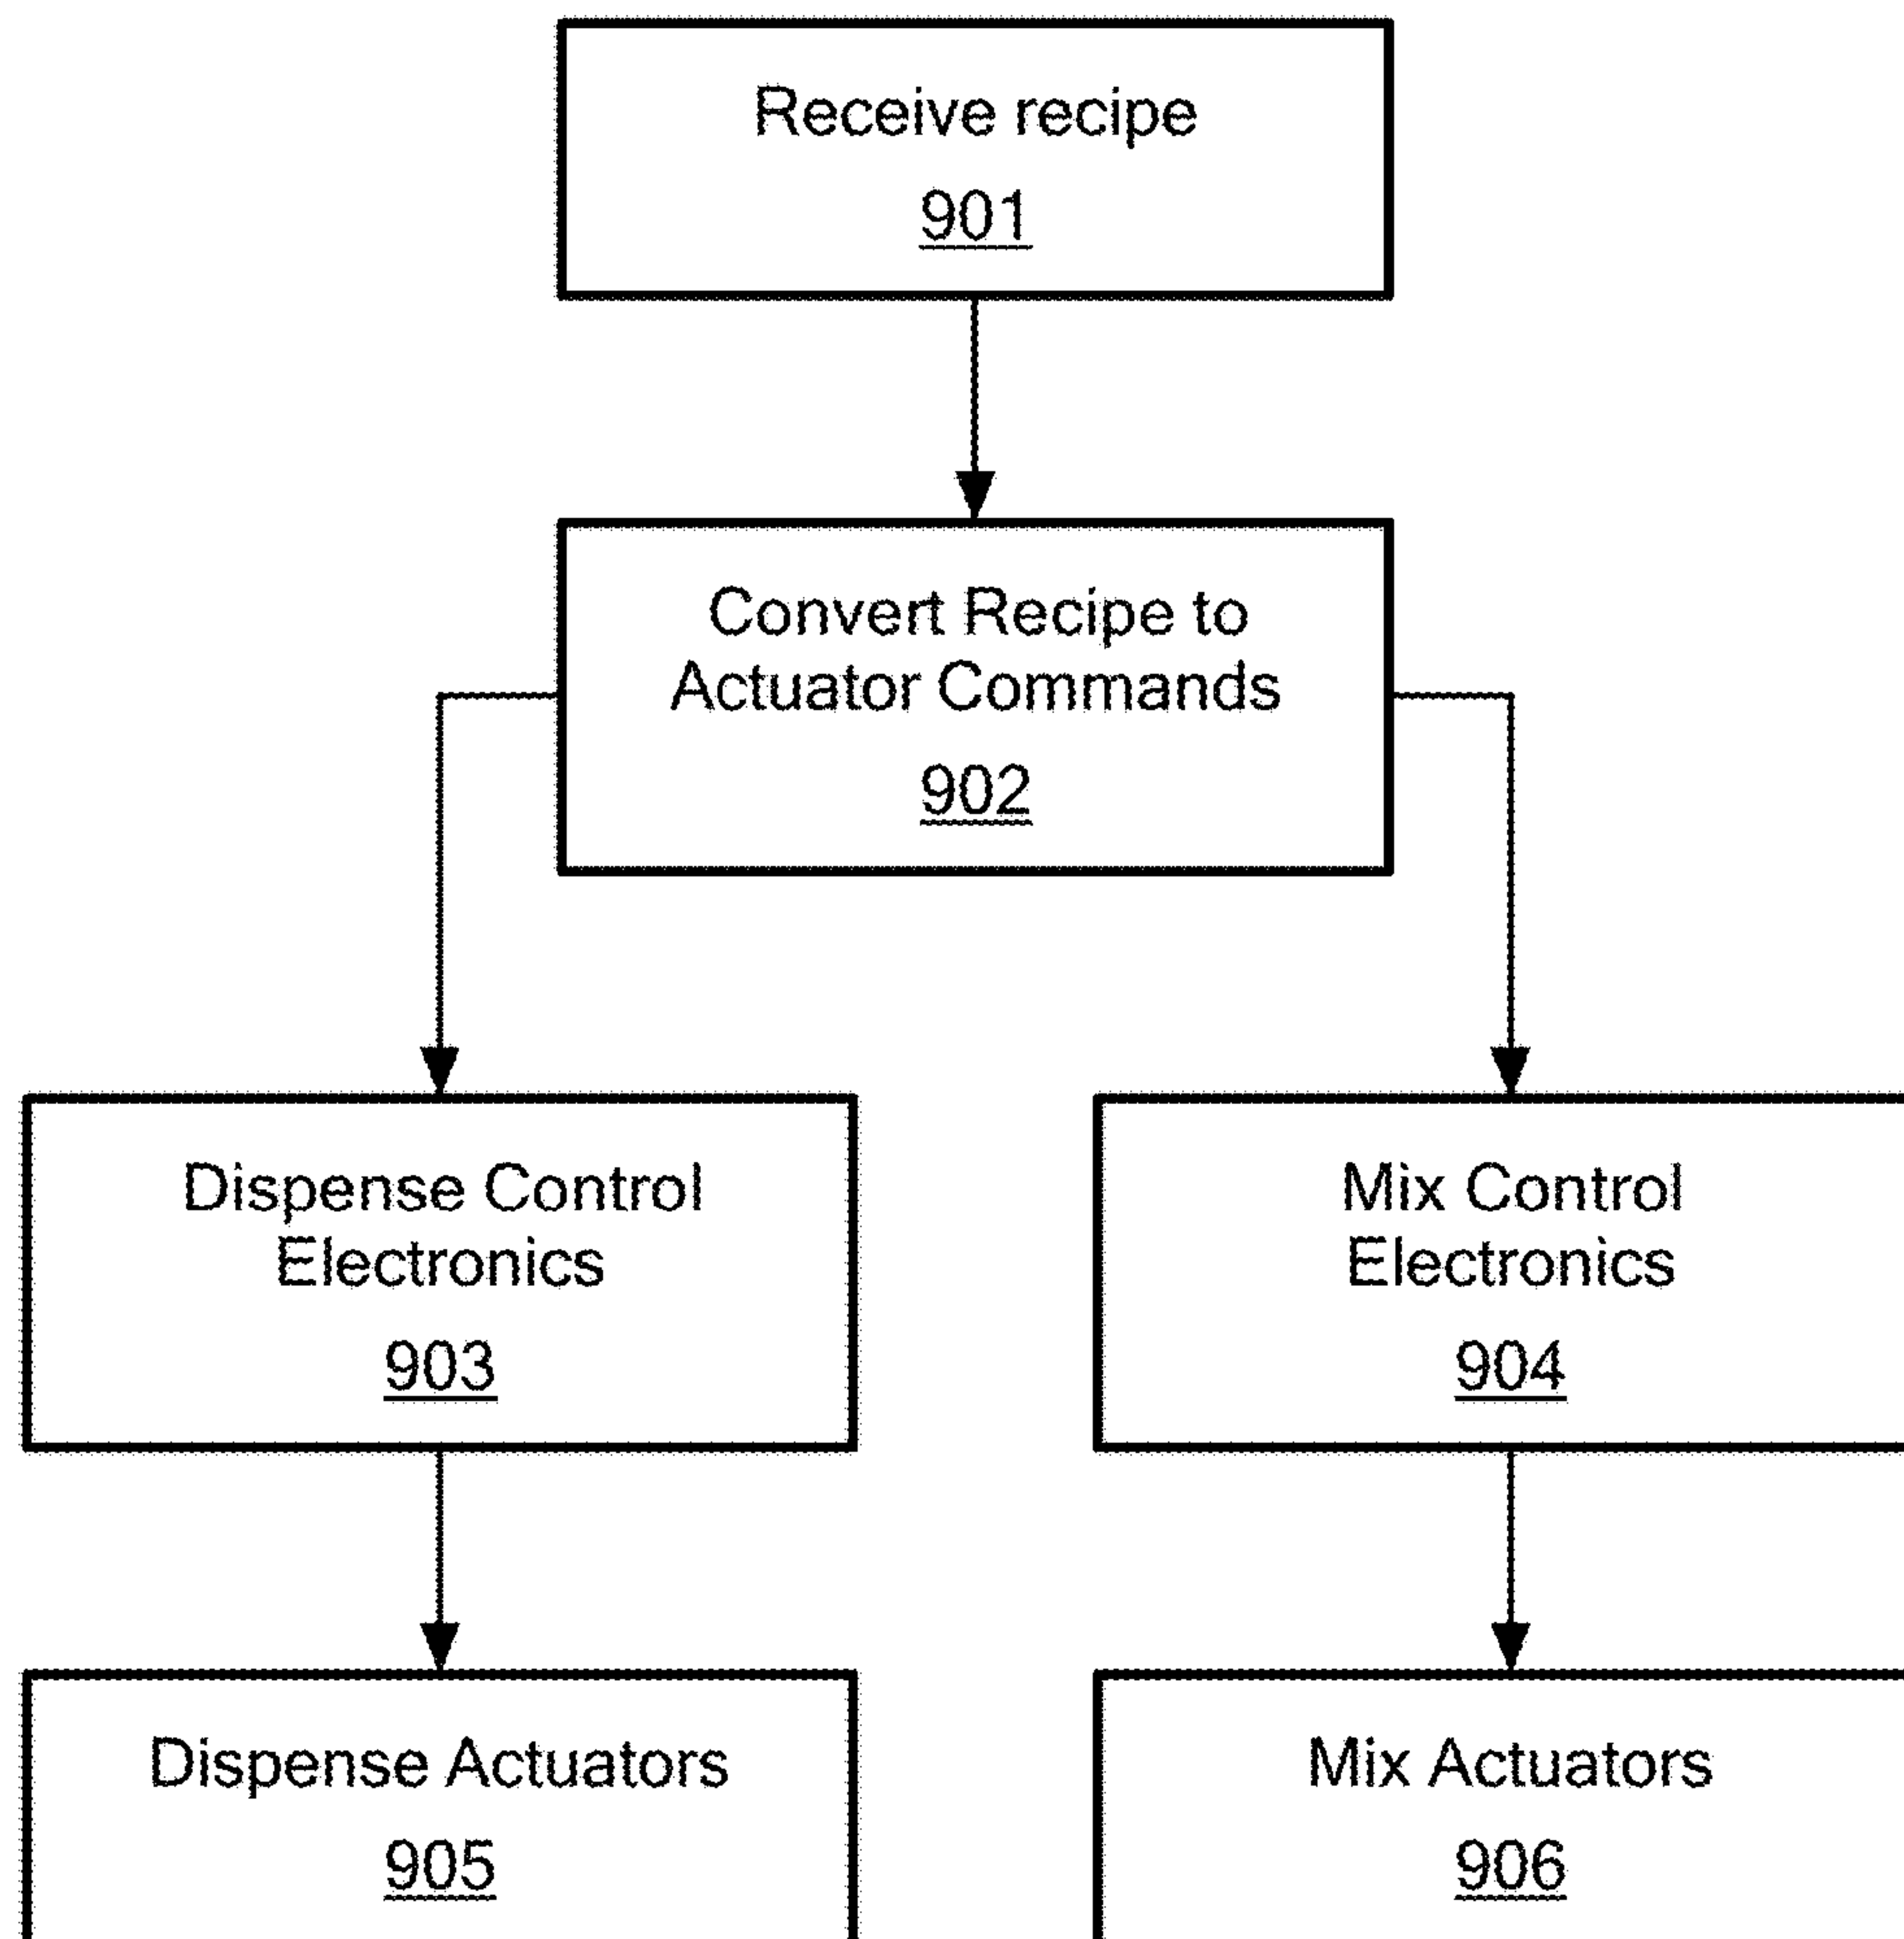 Receive recipe
901
Convert Recipe to
Actuator Commands
902
Dispense Control
Electronics
903
Mix Control
Electronics
904
Dispense Actuators
905
Mix Actuators
906